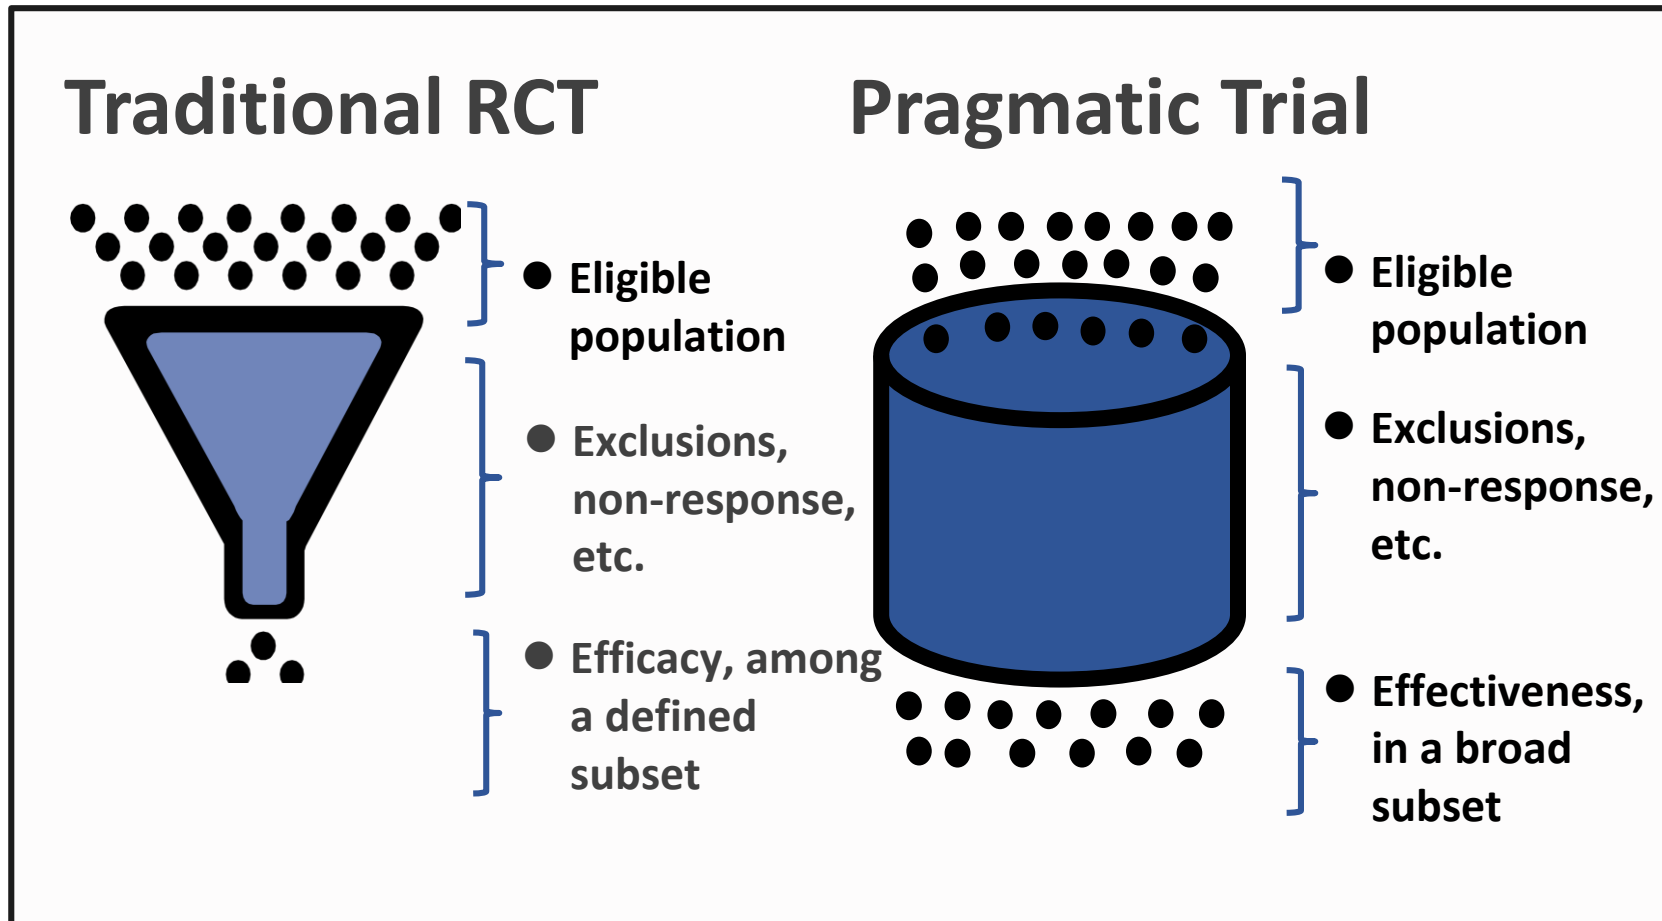 Traditional RCT
● Eligible
population
● Exclusions,
non-response,
etc.
● Efficacy, among
a defined
subset
Pragmatic Trial
● Eligible
population
● Exclusions,
non-response,
etc.
● Effectiveness,
in a broad
subset